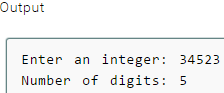 Output
Enter an integer: 34523
Number of digits: 5